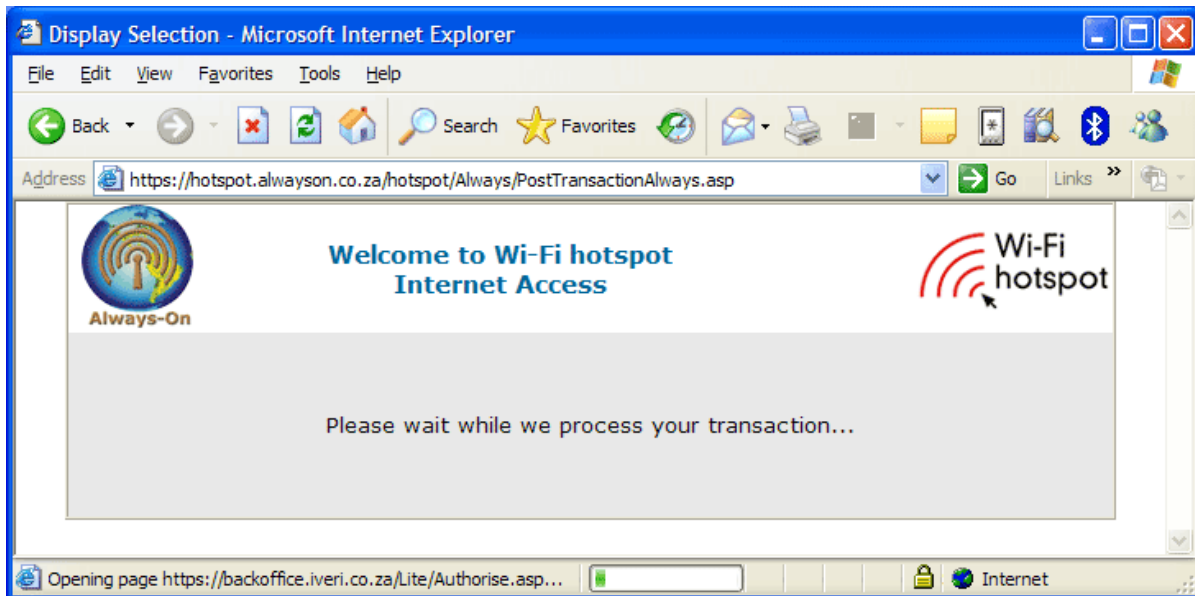 Display Selection - Microsoft Internet Explorer
File Edit View Favorites Tools Help
Back Search Favorites
Address https://hotspot.alwayson.co.za/hotspot/Always/PostTransactionAlways.asp Go Links »
Welcome to Wi-Fi hotspot
Internet Access
Always-On
Wi-Fi
hotspot
Please wait while we process your transaction...
Opening page https://backoffice.iveri.co.za/Lite/Authorise.asp... Internet